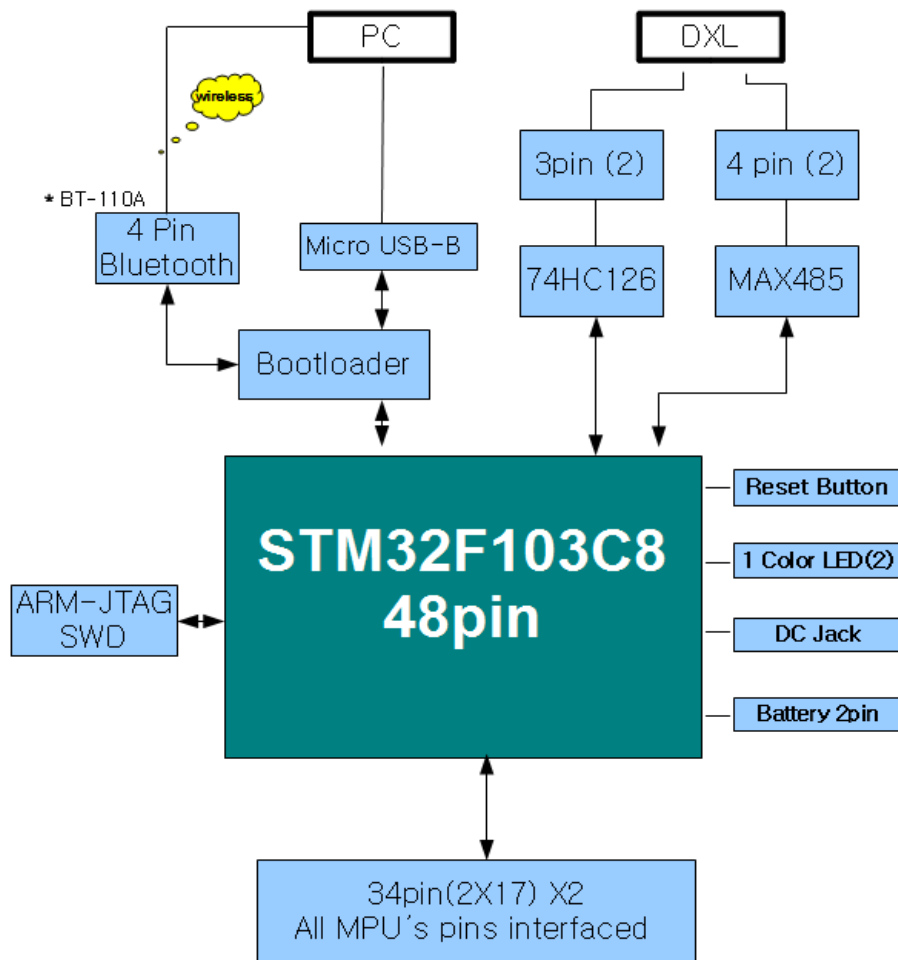 PC
DXL
wireless
3pin (2)
4 pin (2)
* BT-110A
4 Pin
Bluetooth
Micro USB-B
74HC126
MAX485
Bootloader
STM32F103C8
48pin
Reset Button
1 Color LED(2)
DC Jack
Battery 2pin
ARM-JTAG
SWD
34pin(2X17) X2
All MPU's pins interfaced